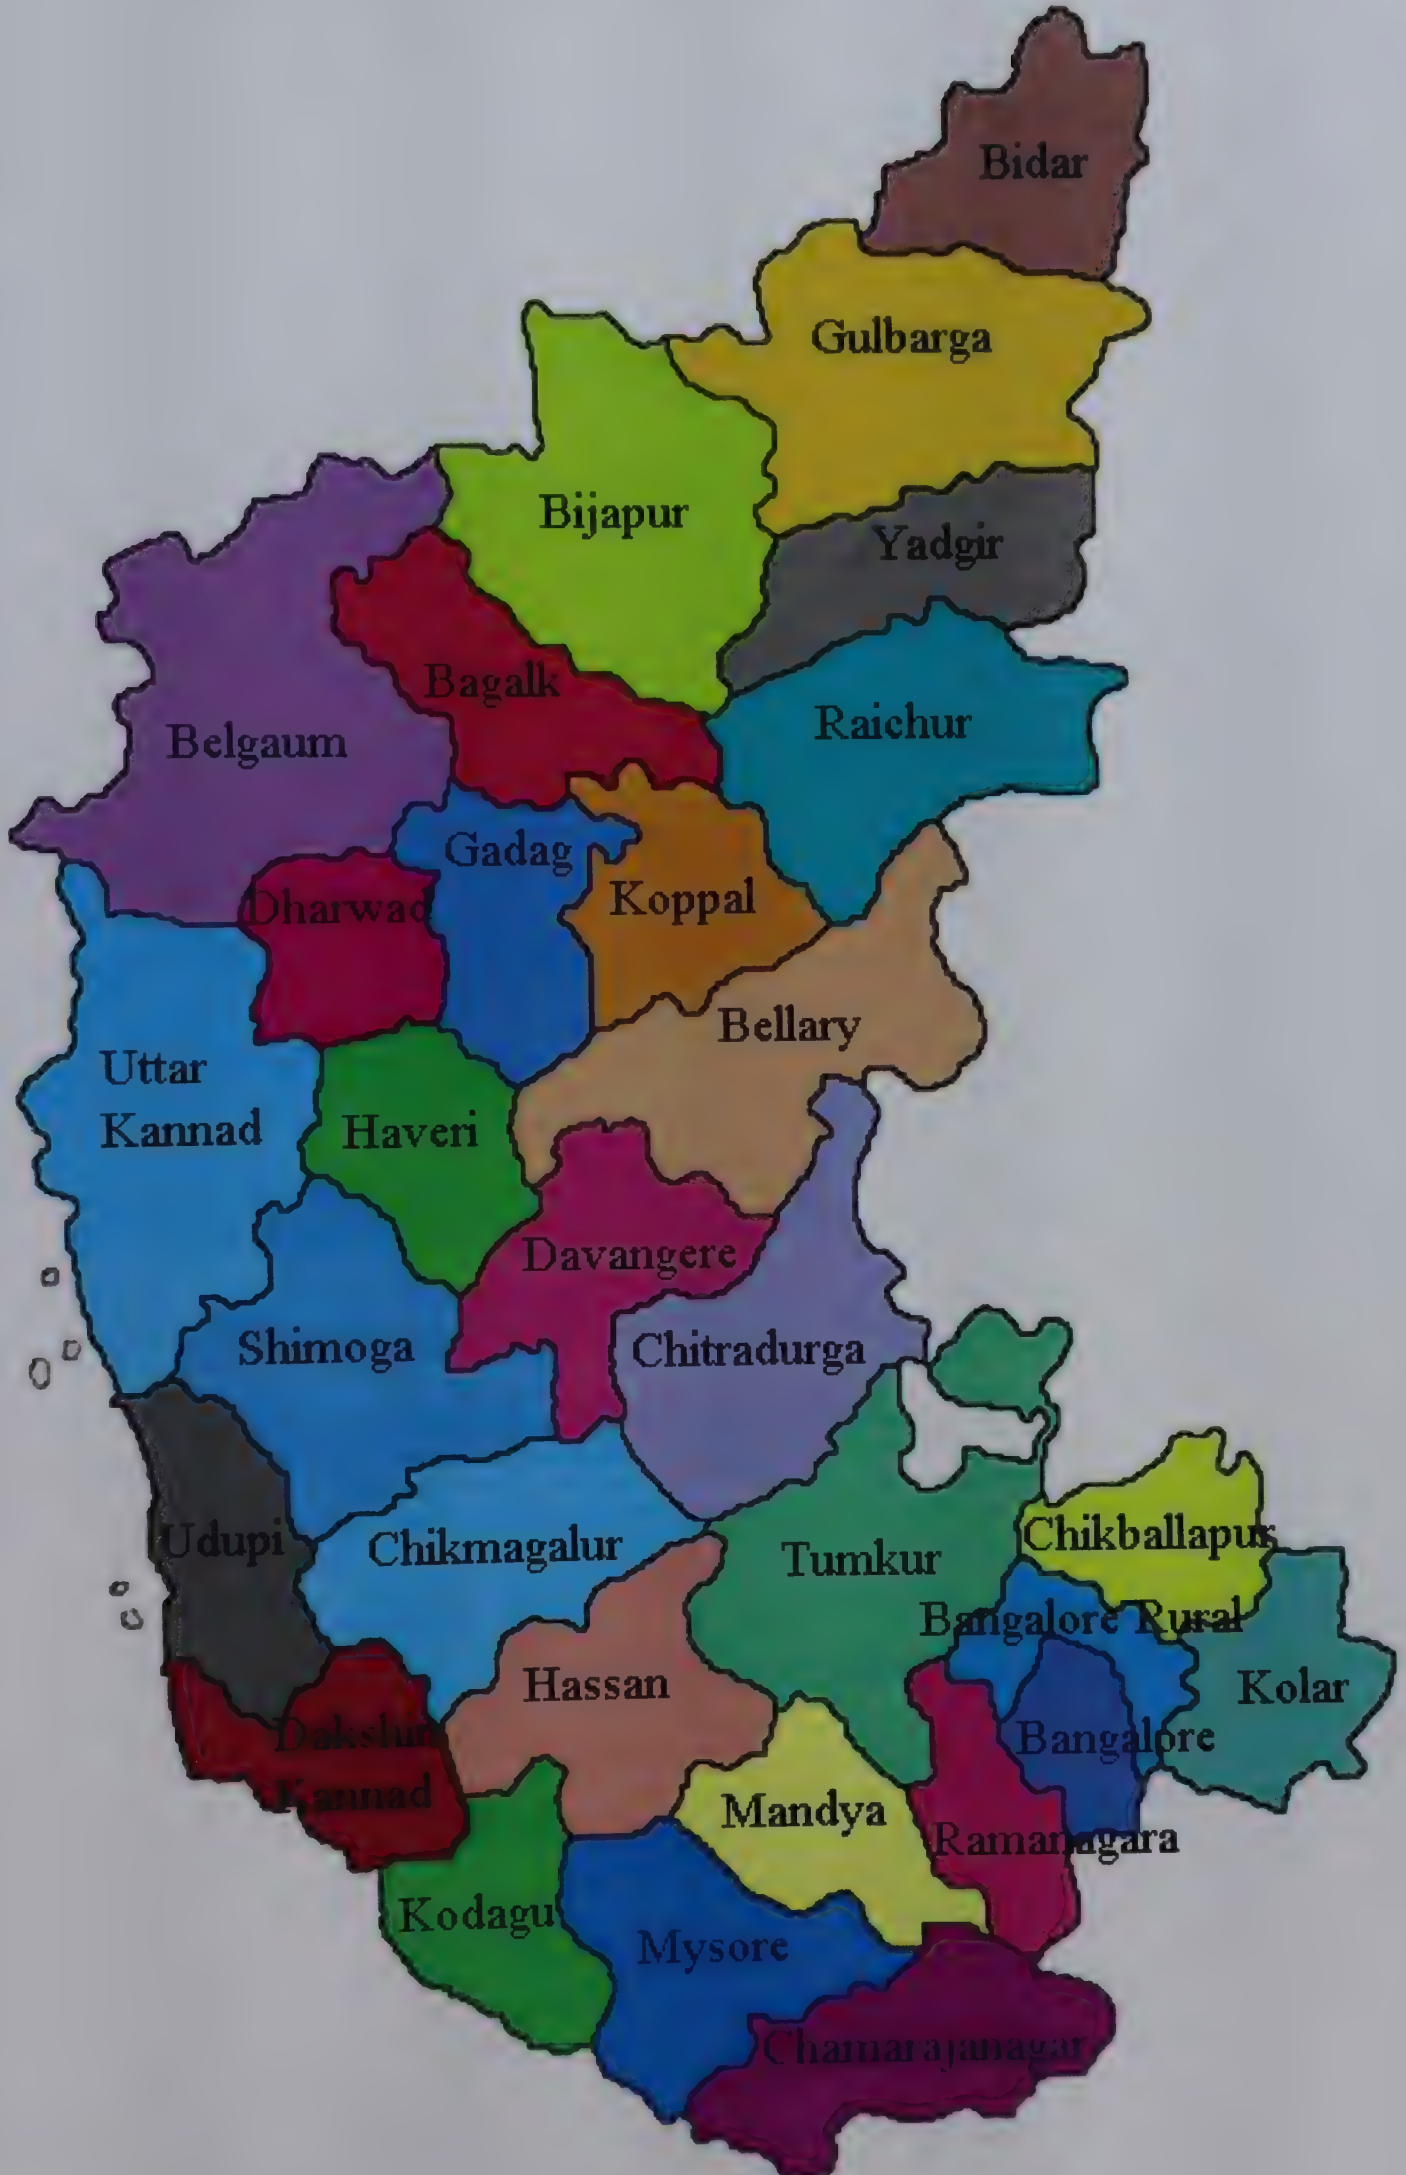 Bidar
Gulbarga
Bijapur
Yadgir
Bagalk
Raichur
Belgaum
Gadag
Koppal
Dharwad
Bellary
Uttar
Kannad
Haveri
Davangere
Shimoga
Chitradurga
Udupi
Chikmagalur
Tumkur
Chikballapur
Bangalore Rural
Hassan
Kolar
Dakshin
Kannad
Bangalore
Mandya
Ramanagara
Kodagu
Mysore
Chamarajanagar